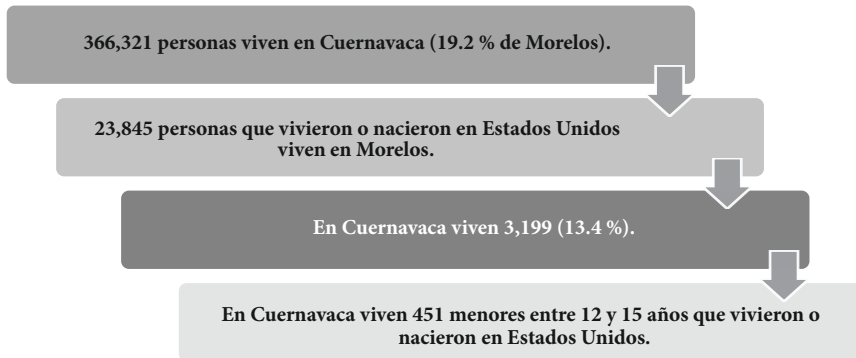 366,321 personas viven en Cuernavaca (19.2 % de Morelos).
23,845 personas que vivieron o nacieron en Estados Unidos
viven en Morelos.
En Cuernavaca viven 3,199 (13.4 %).
En Cuernavaca viven 451 menores entre 12 y 15 años que vivieron o
nacieron en Estados Unidos.